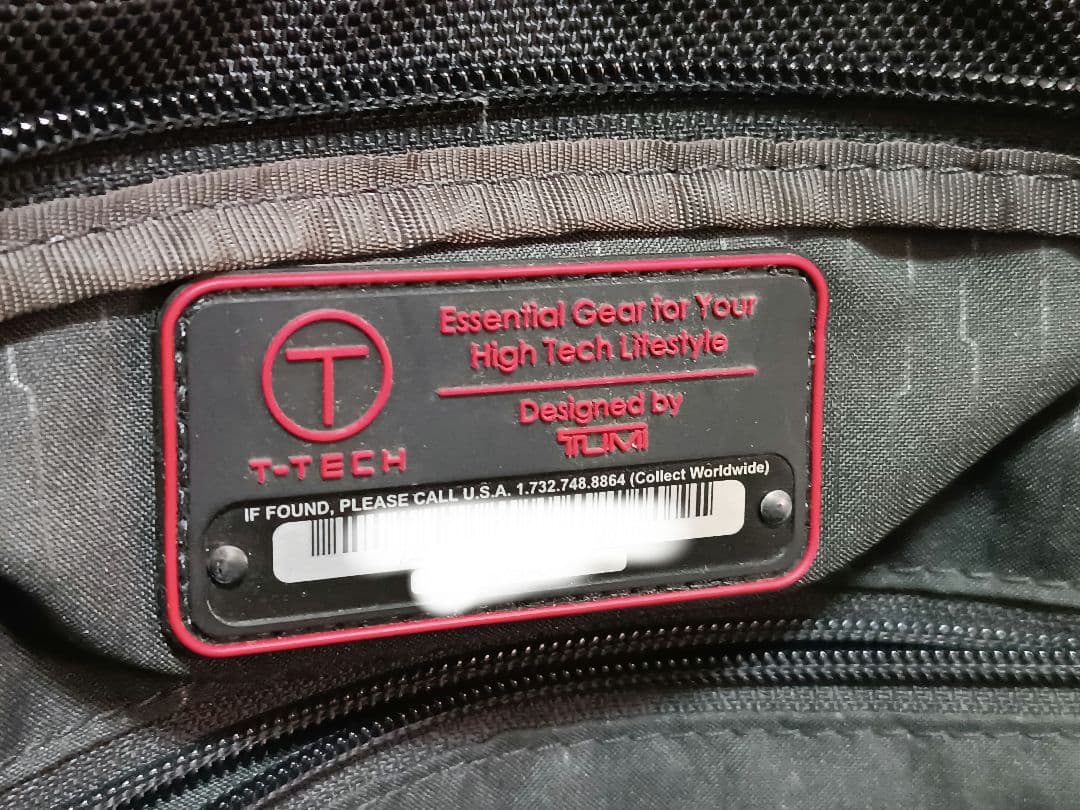 T
T-TECH
Essential Gear for Your
High Tech Lifestyle
Designed by
TUMI
IF FOUND, PLEASE CALL U.S.A. 1.732.748.8864 (Collect Worldwide)